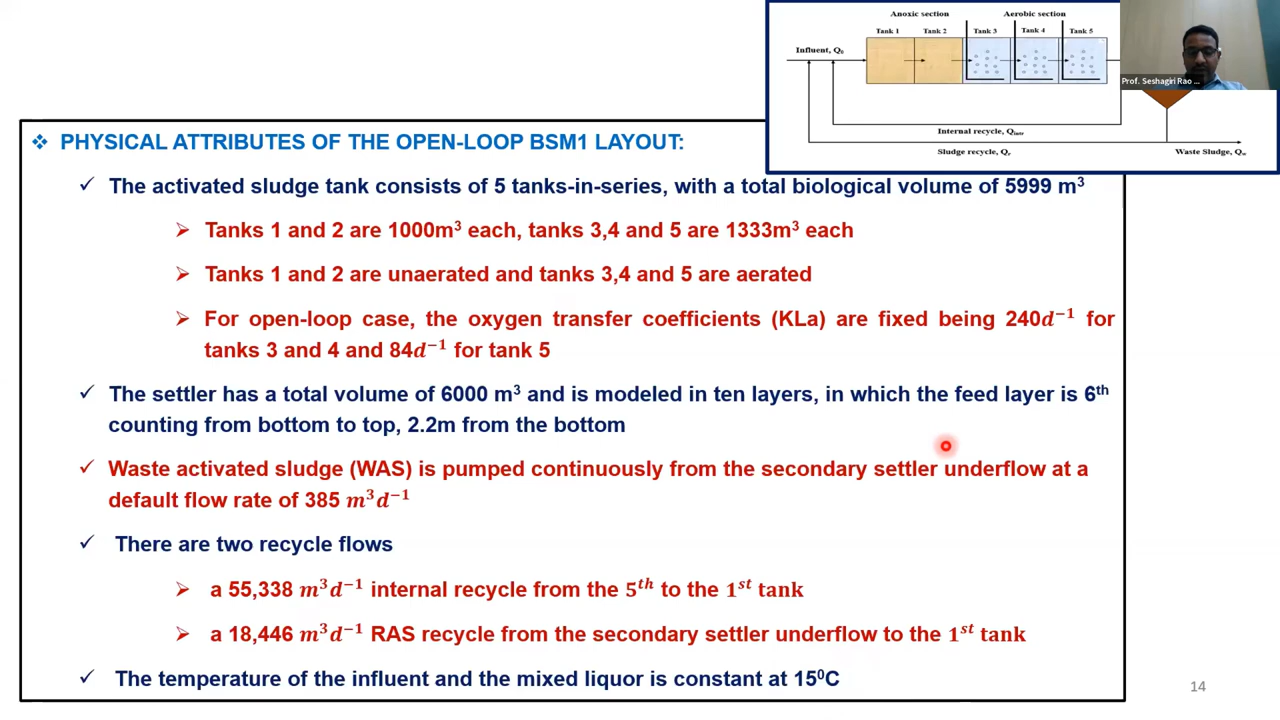 Anoxic section Aerobic section
Tank 1 Tank 2 Tank 3 Tank 4 Tank 5
Influent, Q₀
Prof. Seshagiri Rao ...
Internal recycle, Qintr
Sludge recycle, Qr Waste Sludge, Qw
❖ PHYSICAL ATTRIBUTES OF THE OPEN-LOOP BSM1 LAYOUT:
✓ The activated sludge tank consists of 5 tanks-in-series, with a total biological volume of 5999 m³
➢ Tanks 1 and 2 are 1000m³ each, tanks 3,4 and 5 are 1333m³ each
➢ Tanks 1 and 2 are unaerated and tanks 3,4 and 5 are aerated
➢ For open-loop case, the oxygen transfer coefficients (KLa) are fixed being 240d⁻¹ for
tanks 3 and 4 and 84d⁻¹ for tank 5
✓ The settler has a total volume of 6000 m³ and is modeled in ten layers, in which the feed layer is 6th
counting from bottom to top, 2.2m from the bottom
✓ Waste activated sludge (WAS) is pumped continuously from the secondary settler underflow at a
default flow rate of 385 m³d⁻¹
✓ There are two recycle flows
➢ a 55,338 m³d⁻¹ internal recycle from the 5th to the 1st tank
➢ a 18,446 m³d⁻¹ RAS recycle from the secondary settler underflow to the 1st tank
✓ The temperature of the influent and the mixed liquor is constant at 15⁰C
14